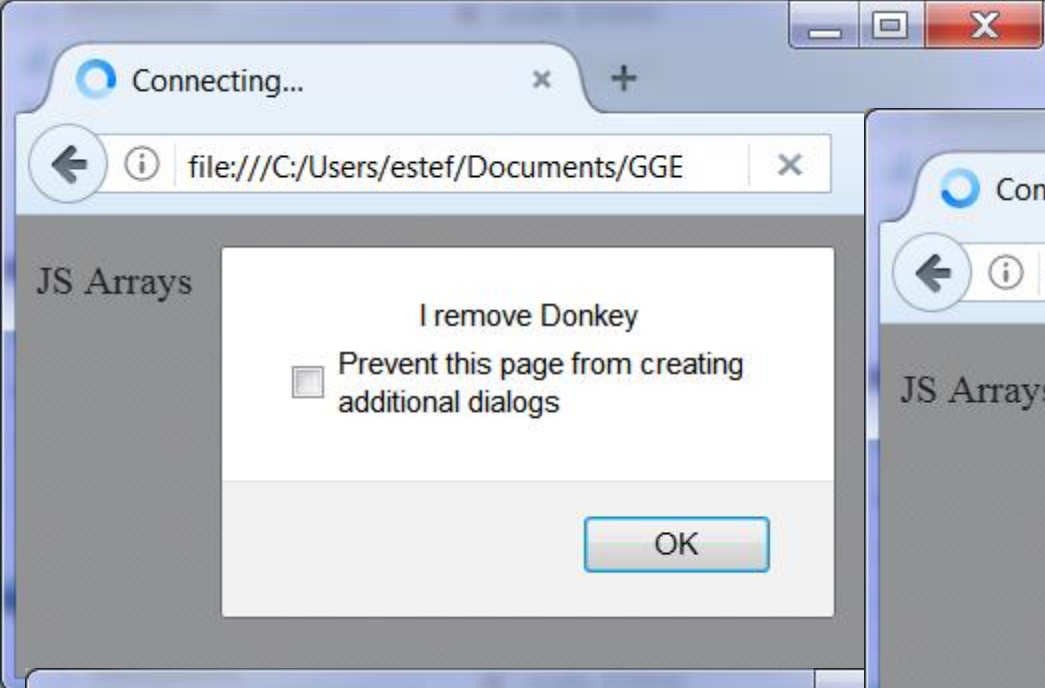 Connecting...
file:///C:/Users/estef/Documents/GGE
JS Arrays
I remove Donkey
Prevent this page from creating
additional dialogs
OK
Con
JS Arrays